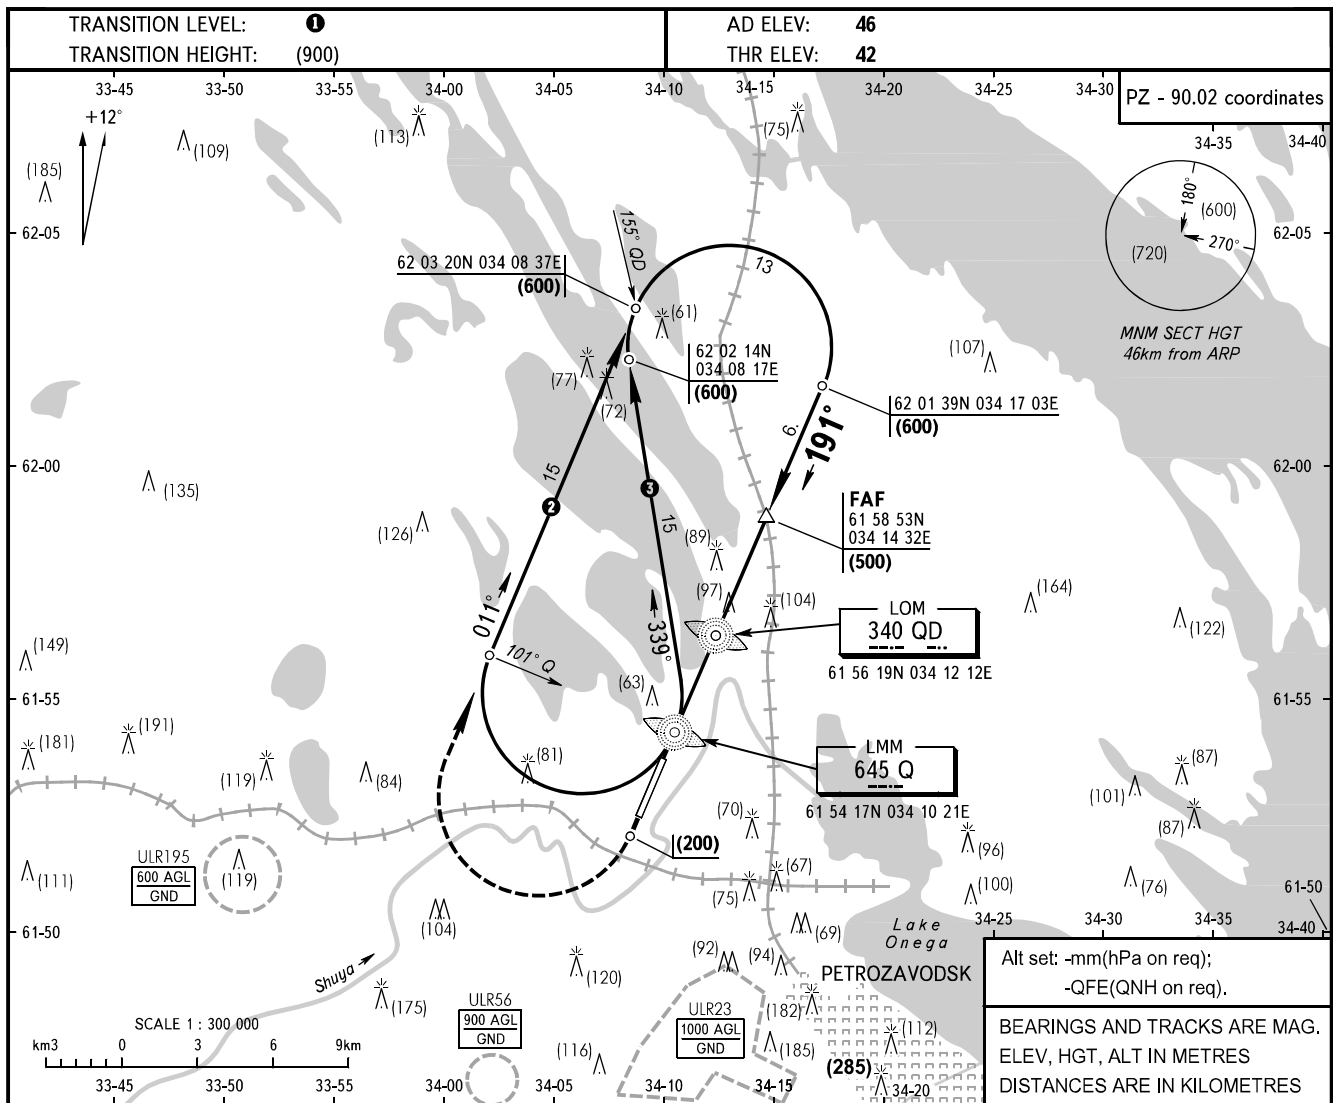 TRANSITION LEVEL: ❶
TRANSITION HEIGHT: (900)
AD ELEV: 46
THR ELEV: 42
33-45 33-50 33-55 34-00 34-05 34-10 34-15 34-20 34-25 34-30
PZ - 90.02 coordinates
34-35 34-40
+12°
(109)
(113)
(75)
(185)
180°
(600)
270°
(720)
62-05
62-05
155° QD
13
62 03 20N 034 08 37E
(600)
(61)
MNM SECT HGT
46km from ARP
62 02 14N
034 08 17E
(600)
(107)
(77)
(72)
62 01 39N 034 17 03E
(600)
6.
191°
62-00
62-00
15
❷
❸
15
(135)
(126)
FAF
61 58 53N
034 14 32E
(500)
(89)
(97)
(104)
(164)
(122)
LOM
340 QD
61 56 19N 034 12 12E
011°
339°
101° Q
(149)
(63)
61-55
61-55
LMM
645 Q
61 54 17N 034 10 21E
(191)
(181)
(119)
(84)
(81)
(87)
(101)
(87)
(70)
(200)
(96)
ULR195
600 AGL
GND
(119)
(111)
(67)
(75)
(100)
(76)
61-50
61-50
(104)
(69)
Lake
Onega
34-25 34-30 34-35 34-40
(92)
(94)
PETROZAVODSK
Shuya
(120)
(175)
(182)
Alt set: -mm(hPa on req);
-QFE(QNH on req).
SCALE 1 : 300 000
km3 0 3 6 9km
ULR56
900 AGL
GND
ULR23
1000 AGL
GND
(116)
(185)
(112)
(285)
BEARINGS AND TRACKS ARE MAG.
ELEV, HGT, ALT IN METRES
DISTANCES ARE IN KILOMETRES
33-45 33-50 33-55 34-00 34-05 34-10 34-15 34-20